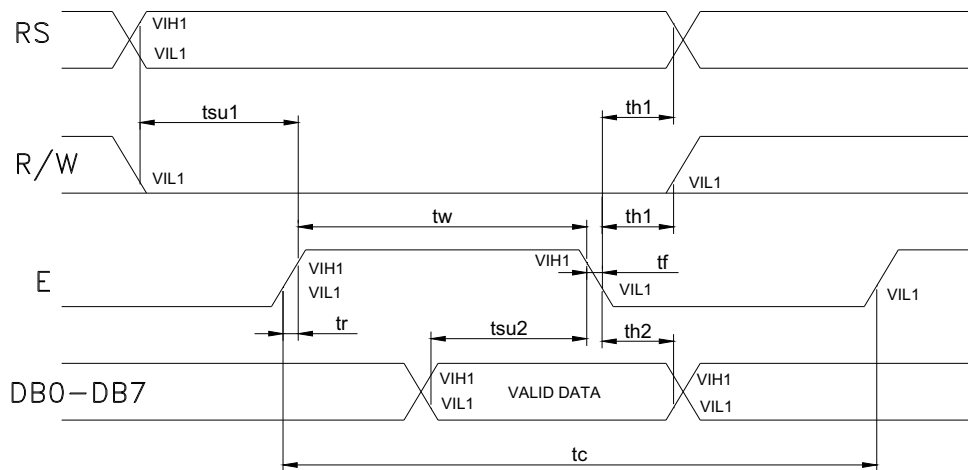 RS
VIH1
VIL1
tsu1
th1
R/W
VIL1
VIL1
tw
th1
E
VIH1
VIL1
VIH1
tf
VIL1
VIL1
tr
tsu2
th2
DB0-DB7
VIH1
VIL1
VALID DATA
VIH1
VIL1
tc